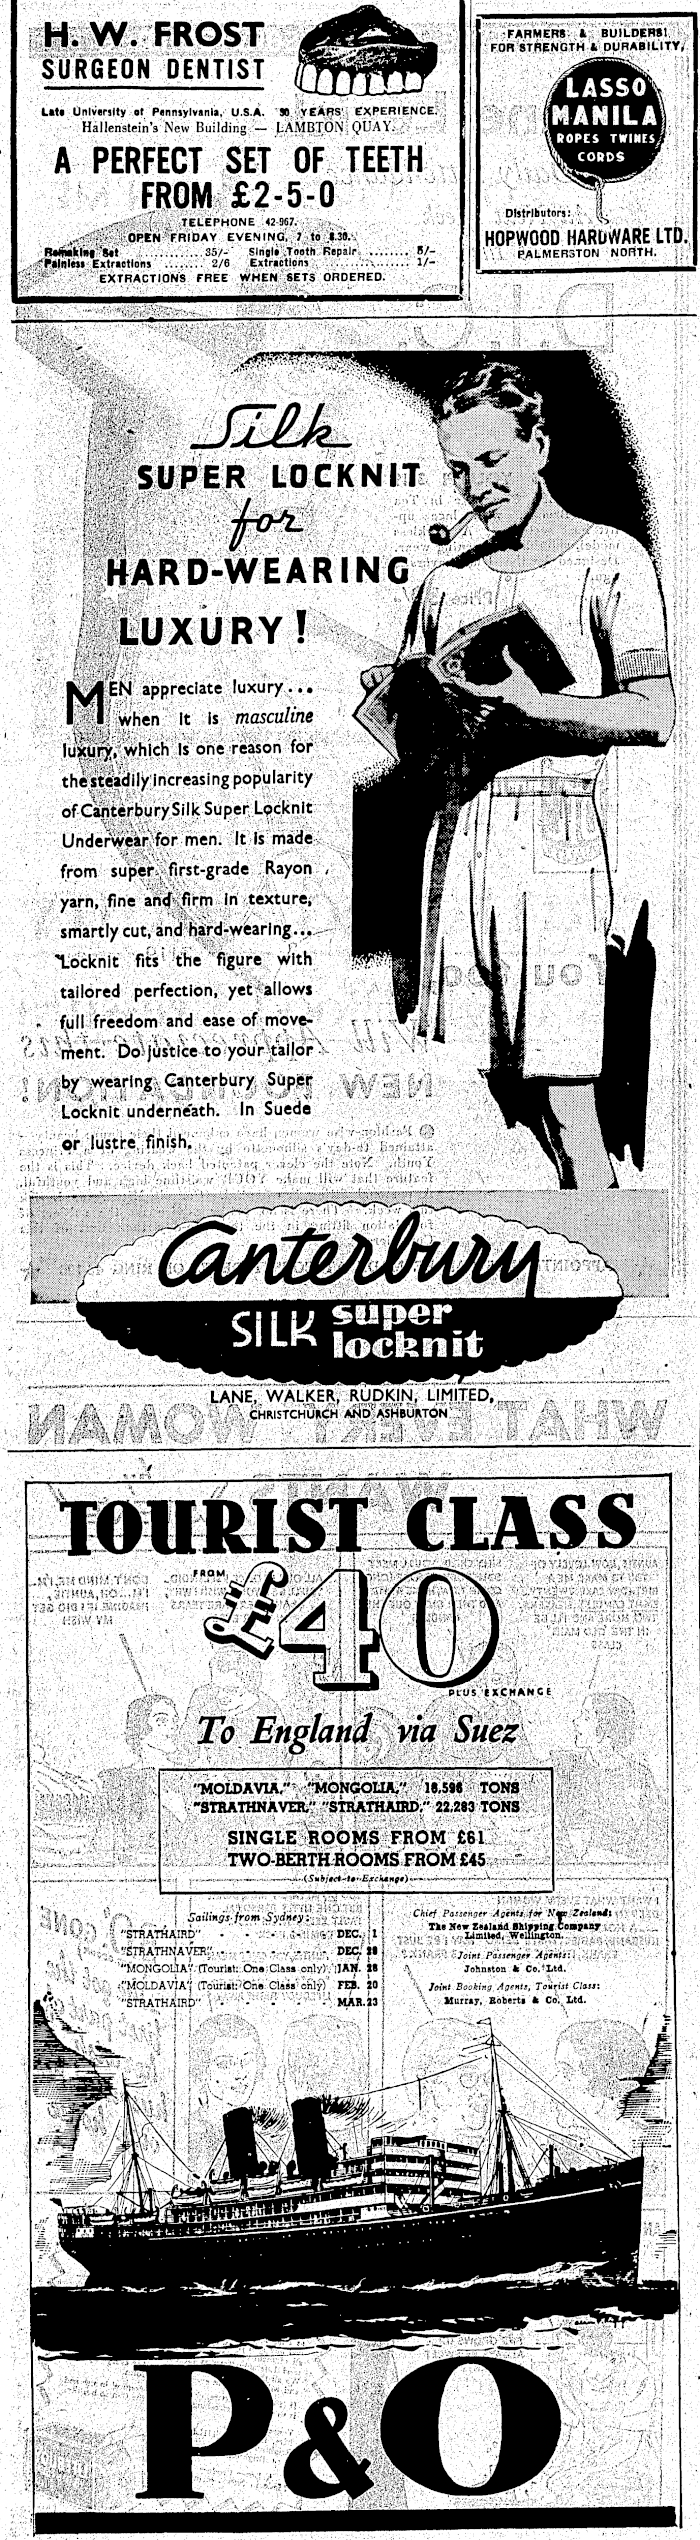 H. W. FROST
SURGEON DENTIST
Late University of Pennsylvania, U.S.A. 30 YEARS' EXPERIENCE.
Hallenstein's New Building — LAMBTON QUAY.
A PERFECT SET OF TEETH
FROM £2-5-0
TELEPHONE 42-967.
OPEN FRIDAY EVENING, 7 to 8.30.
Remaking Set ........... 35/- Single Tooth Repair ........ 5/-
Painless Extractions ...... 2/6 Extractions ................ 1/-
EXTRACTIONS FREE WHEN SETS ORDERED.
FARMERS & BUILDERS!
FOR STRENGTH & DURABILITY,
LASSO
MANILA
ROPES TWINES
CORDS
Distributors:
HOPWOOD HARDWARE LTD.
PALMERSTON NORTH.
Silk
SUPER LOCKNIT
for
HARD-WEARING
LUXURY!
MEN appreciate luxury...
when it is masculine
luxury, which is one reason for
the steadily increasing popularity
of Canterbury Silk Super Locknit
Underwear for men. It is made
from super first-grade Rayon
yarn, fine and firm in texture,
smartly cut, and hard-wearing...
Locknit fits the figure with
tailored perfection, yet allows
full freedom and ease of move-
ment. Do justice to your tailor
by wearing Canterbury Super
Locknit underneath. In Suede
or lustre finish.
Canterbury
SILK super
locknit
LANE, WALKER, RUDKIN, LIMITED,
CHRISTCHURCH AND ASHBURTON
TOURIST CLASS
FROM £40
PLUS EXCHANGE
To England via Suez
"MOLDAVIA," "MONGOLIA," 16,596 TONS
"STRATHNAVER," "STRATHAIRD," 22,283 TONS
SINGLE ROOMS FROM £61
TWO-BERTH ROOMS FROM £45
(Subject to Exchange)
Sailings from Sydney:
"STRATHAIRD" - - - - - - DEC. 1
"STRATHNAVER" - - - - - DEC. 29
"MONGOLIA" (Tourist: One Class only) JAN. 26
"MOLDAVIA" (Tourist: One Class only) FEB. 20
"STRATHAIRD" - - - - - - MAR. 23
Chief Passenger Agents for New Zealand:
The New Zealand Shipping Company
Limited, Wellington.
Joint Passenger Agents:
Johnston & Co. Ltd.
Joint Booking Agents, Tourist Class:
Murray, Roberts & Co. Ltd.
P&O